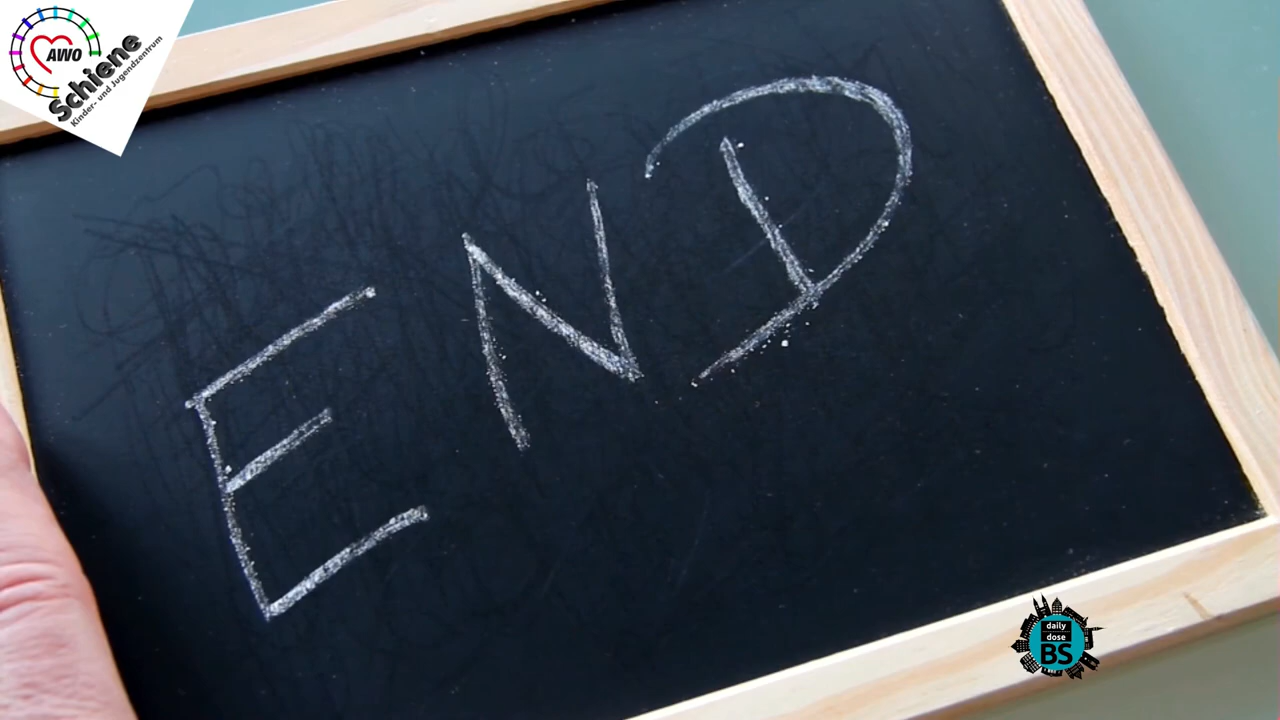 AWO
Schiene
Kinder- und Jugendzentrum
END
daily
dose
BS